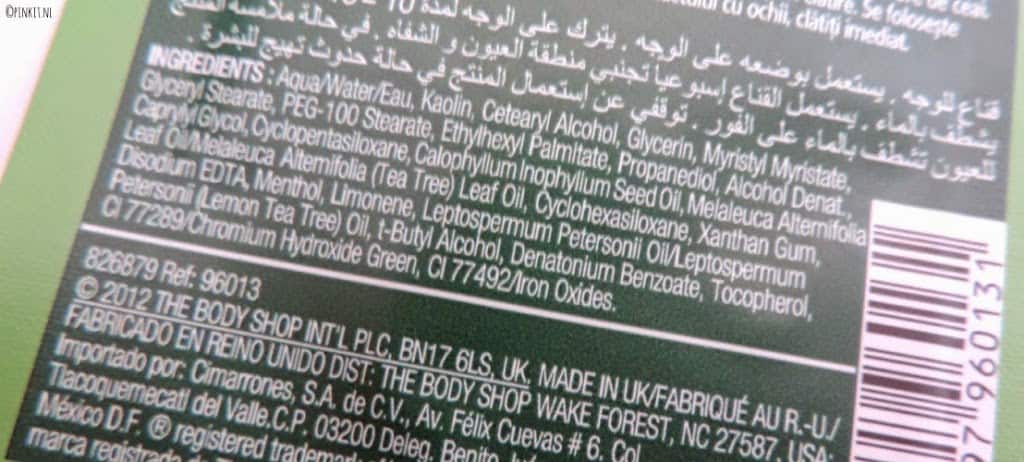 ©PINKIT.NL
de ceai.
ature. Se folosește
cu ochii, clătiți imediat.
قناع للوجه . يستعمل بوضعه على الوجه . يترك على الوجه لمدة 10
يشطف بالماء . يستعمل القناع إسبوعيا تجنبي منطقة العيون و الشفاه . في حالة ملامسة المنتج
للعيون تشطف بالماء على الفور . توقفي عن إستعمال المنتج في حالة حدوث تهيج للبشرة .
INGREDIENTS : Aqua/Water/Eau, Kaolin, Cetearyl Alcohol, Glycerin, Myristyl Myristate,
Glyceryl Stearate, PEG-100 Stearate, Ethylhexyl Palmitate, Propanediol, Alcohol Denat.,
Caprylyl Glycol, Cyclopentasiloxane, Calophyllum Inophyllum Seed Oil, Melaleuca Alternifolia
Leaf Oil/Melaleuca Alternifolia (Tea Tree) Leaf Oil, Cyclohexasiloxane, Xanthan Gum,
Disodium EDTA, Menthol, Limonene, Leptospermum Petersonii Oil/Leptospermum
Petersonii (Lemon Tea Tree) Oil, t-Butyl Alcohol, Denatonium Benzoate, Tocopherol,
CI 77289/Chromium Hydroxide Green, CI 77492/Iron Oxides.
826879 Ref: 96013
© 2012 THE BODY SHOP INT'L PLC, BN17 6LS, UK. MADE IN UK/FABRIQUÉ AU R.-U./
FABRICADO EN REINO UNIDO DIST: THE BODY SHOP WAKE FOREST, NC 27587, USA:
Importado por: Cimarrones, S.A. de C.V., Av. Félix Cuevas # 6. Col
Tlacoquemecatl del Valle.C.P. 03200 Deleg. Benito
México D.F. ® registered trademark
marca registrada
97 960131